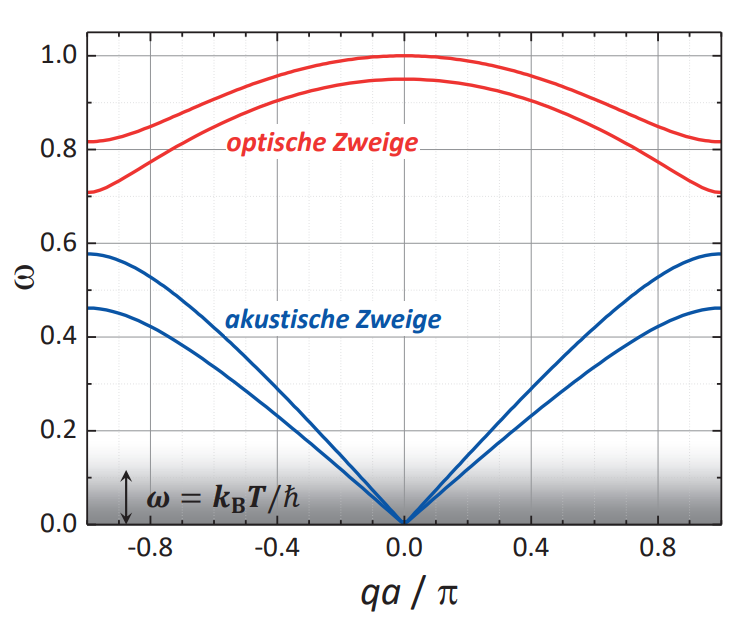 1.0
0.8
0.6
0.4
0.2
0.0
ω
optische Zweige
akustische Zweige
ω = k_BT/ℏ
-0.8 -0.4 0.0 0.4 0.8
qa / π